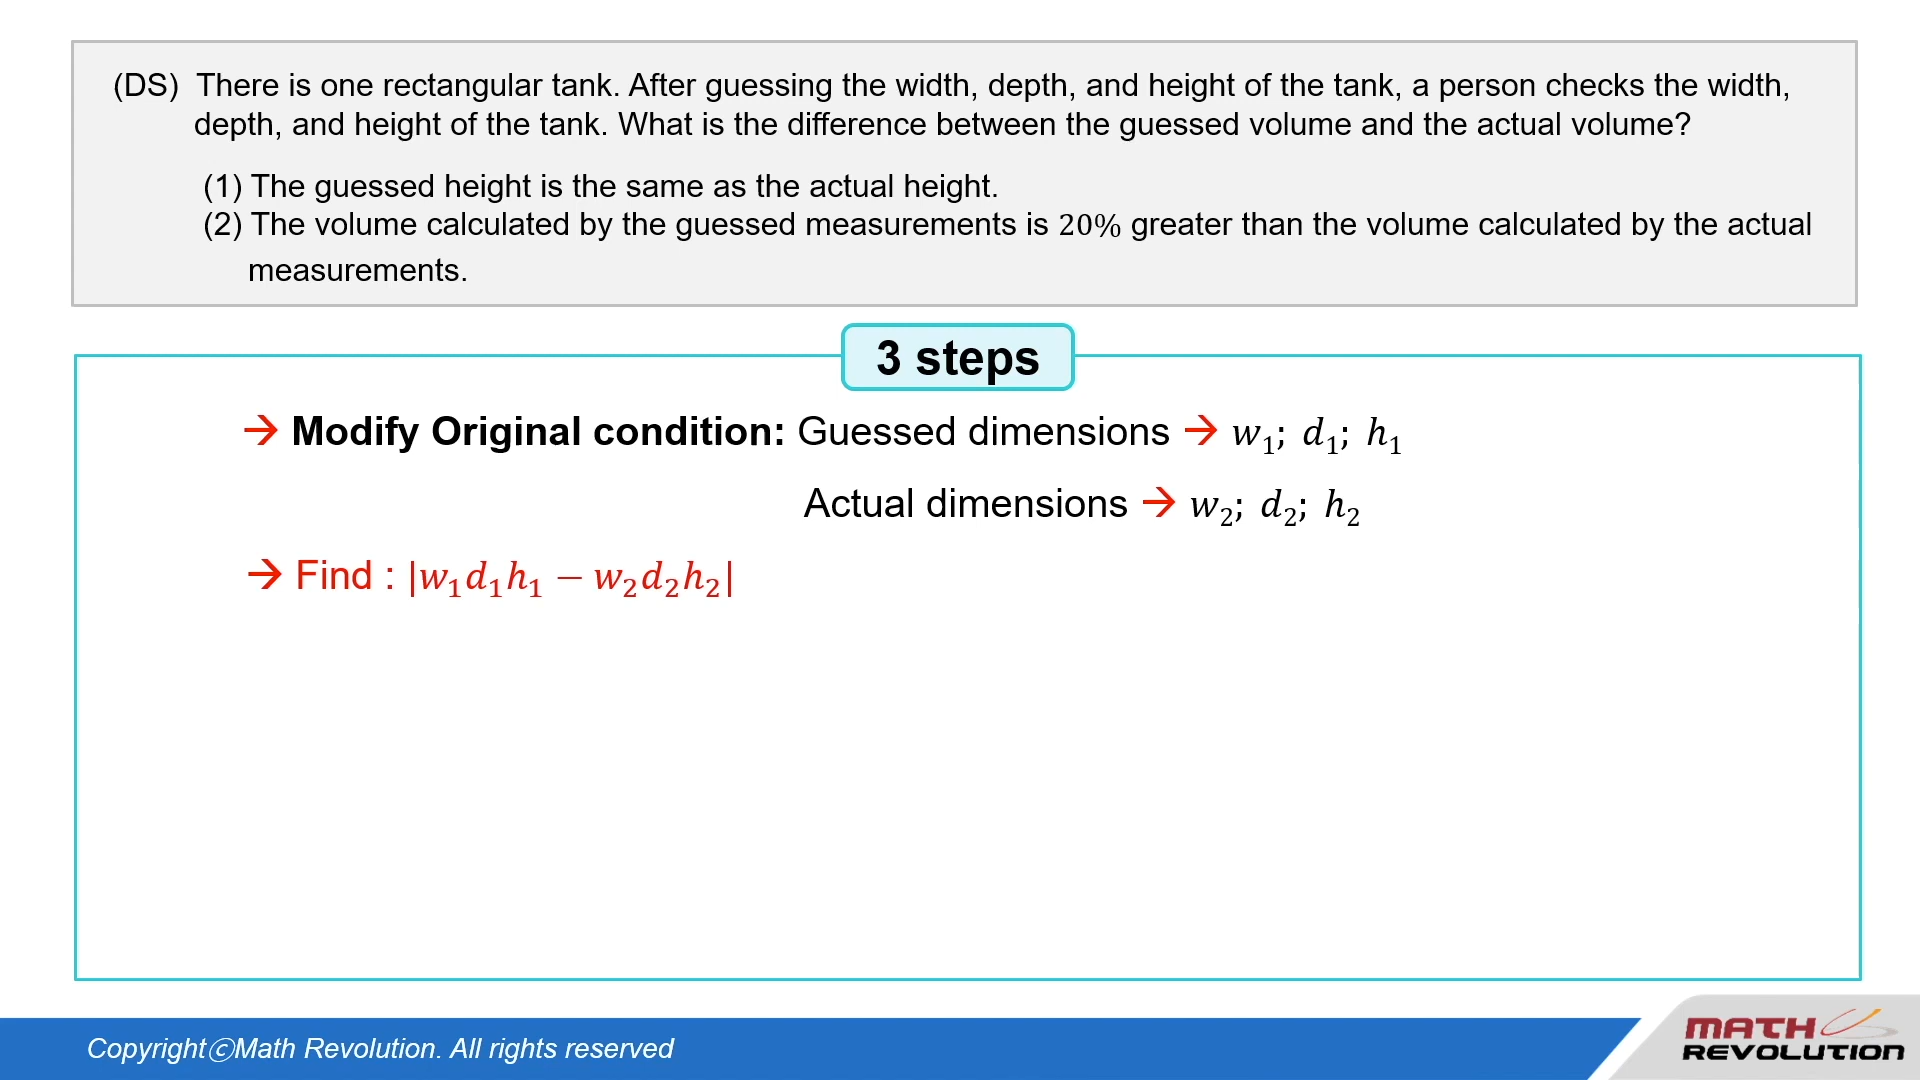 (DS) There is one rectangular tank. After guessing the width, depth, and height of the tank, a person checks the width,
depth, and height of the tank. What is the difference between the guessed volume and the actual volume?
(1) The guessed height is the same as the actual height.
(2) The volume calculated by the guessed measurements is 20% greater than the volume calculated by the actual
measurements.
3 steps
→ Modify Original condition: Guessed dimensions → w₁; d₁; h₁
Actual dimensions → w₂; d₂; h₂
→ Find : |w₁d₁h₁ − w₂d₂h₂|
CopyrightⓒMath Revolution. All rights reserved
MATH
REVOLUTION